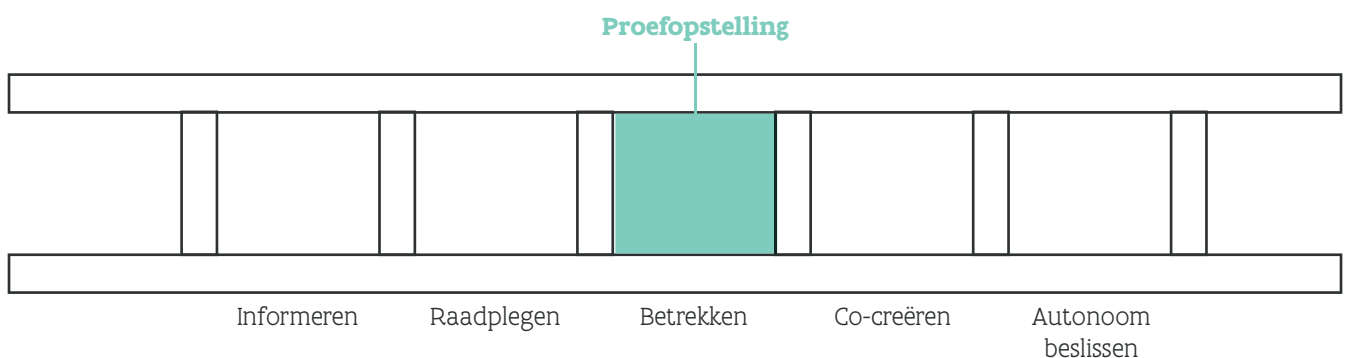 Proefopstelling
Informeren
Raadplegen
Betrekken
Co-creëren
Autonoom
beslissen